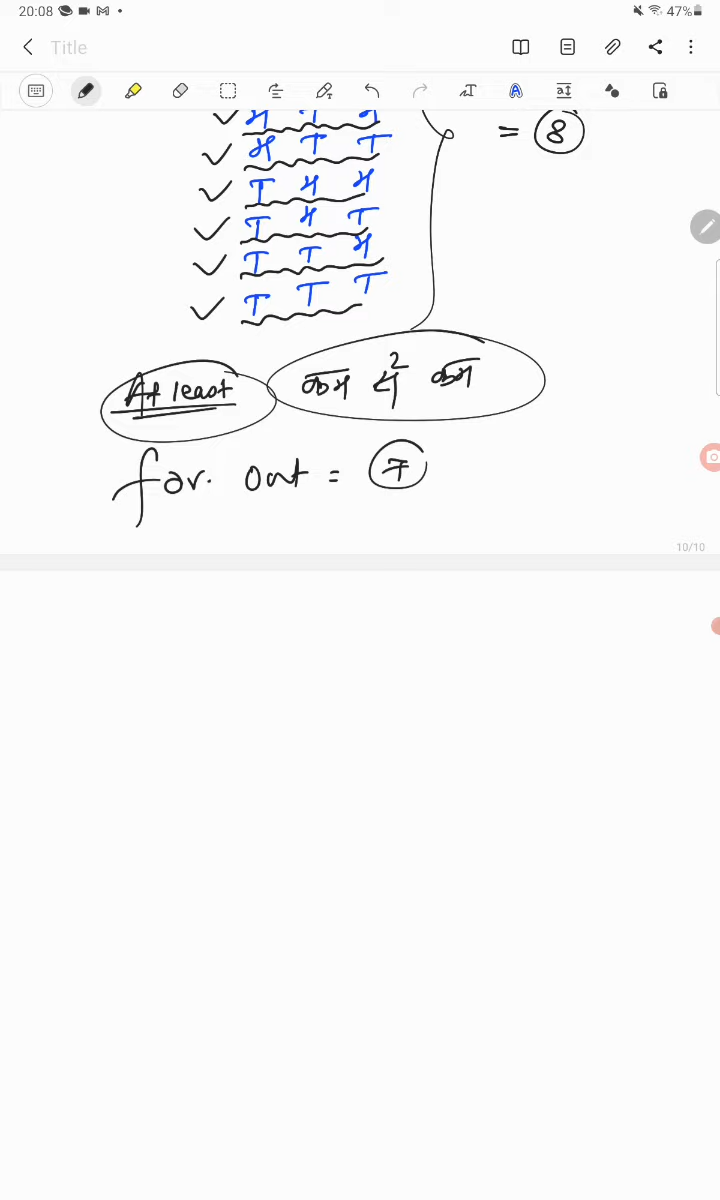 20:08 47%
Title
✓ H T H
✓ H T T = 8
✓ T H H
✓ T H T
✓ T T H
✓ T T T
At least कम से कम
fav. out = 7
10/10